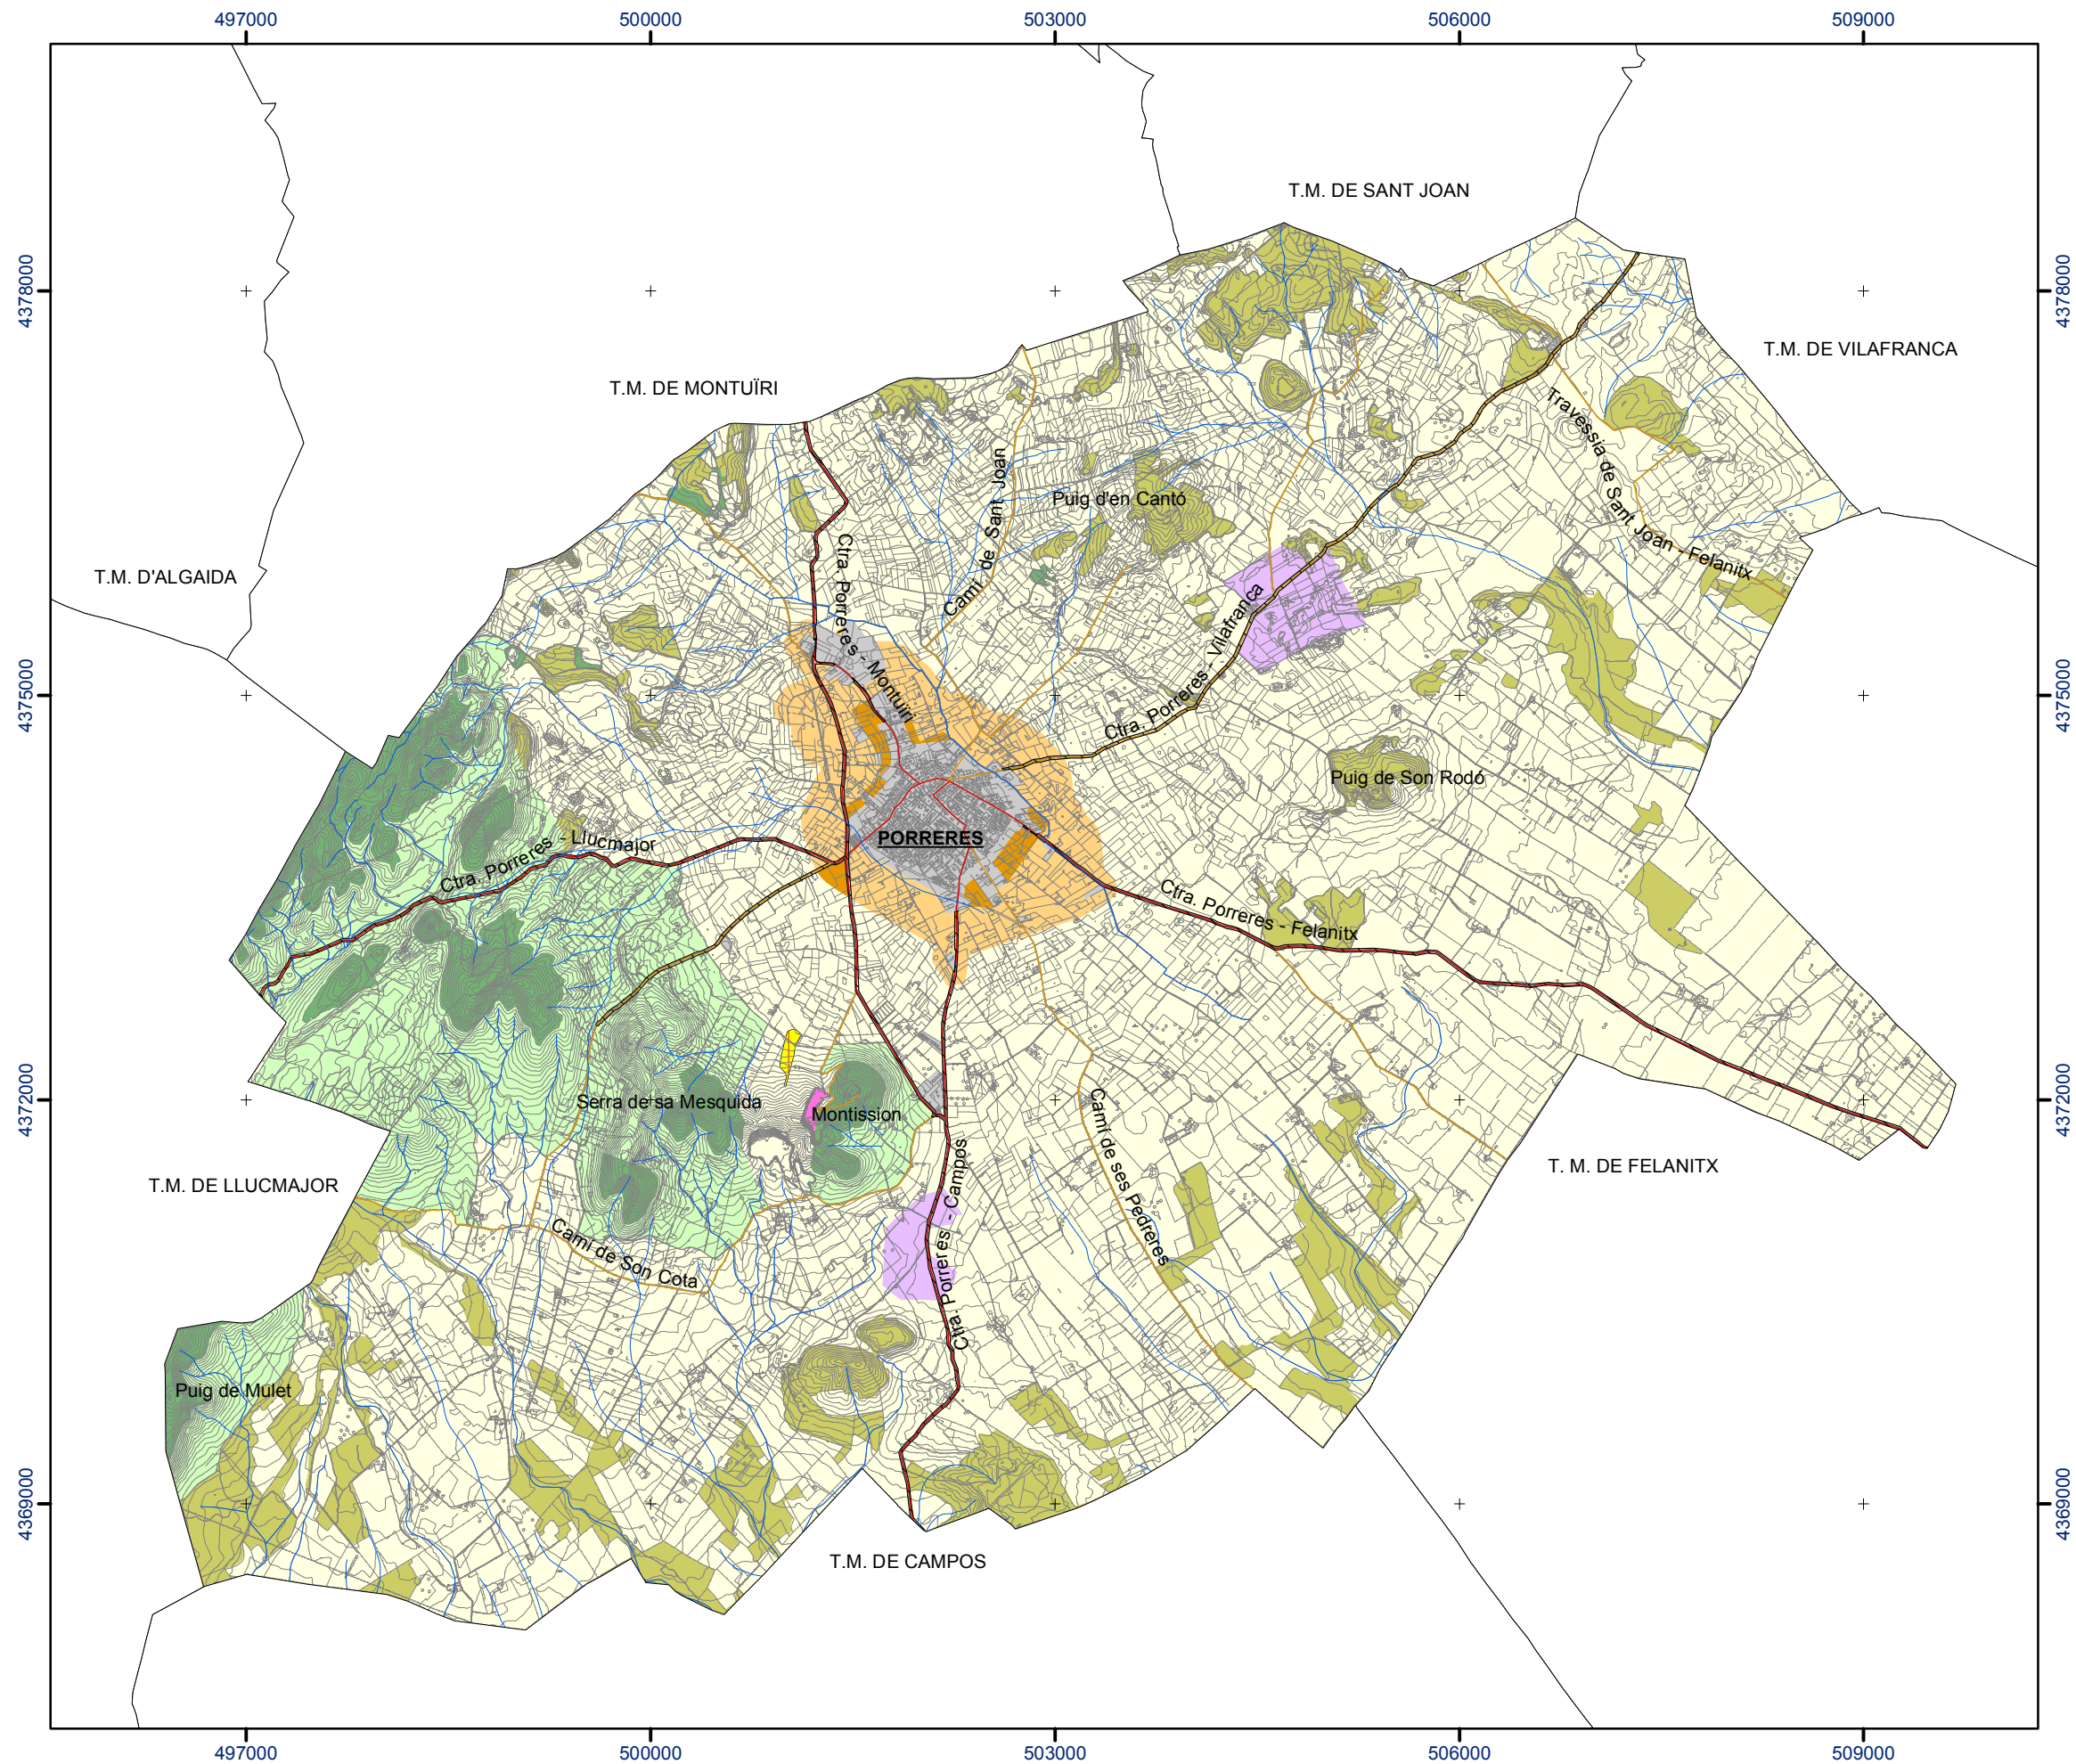 497000
500000
503000
506000
509000
T.M. DE SANT JOAN
4378000
4378000
T.M. DE VILAFRANCA
T.M. DE MONTUÏRI
Travessia de Sant Joan - Felanitx
Camí de Sant Joan
Puig d'en Cantó
Ctra. Porreres - Montuïri
T.M. D'ALGAIDA
Ctra. Porreres - Vilafranca
4375000
4375000
Puig de Son Rodó
PORRERES
Ctra. Porreres - Llucmajor
Ctra. Porreres - Felanitx
4372000
4372000
Serra de sa Mesquida
Montission
Camí de ses Pedreres
T. M. DE FELANITX
T.M. DE LLUCMAJOR
Ctra. Porreres - Campos
Camí de Son Cota
Puig de Mulet
4369000
4369000
T.M. DE CAMPOS
497000
500000
503000
506000
509000